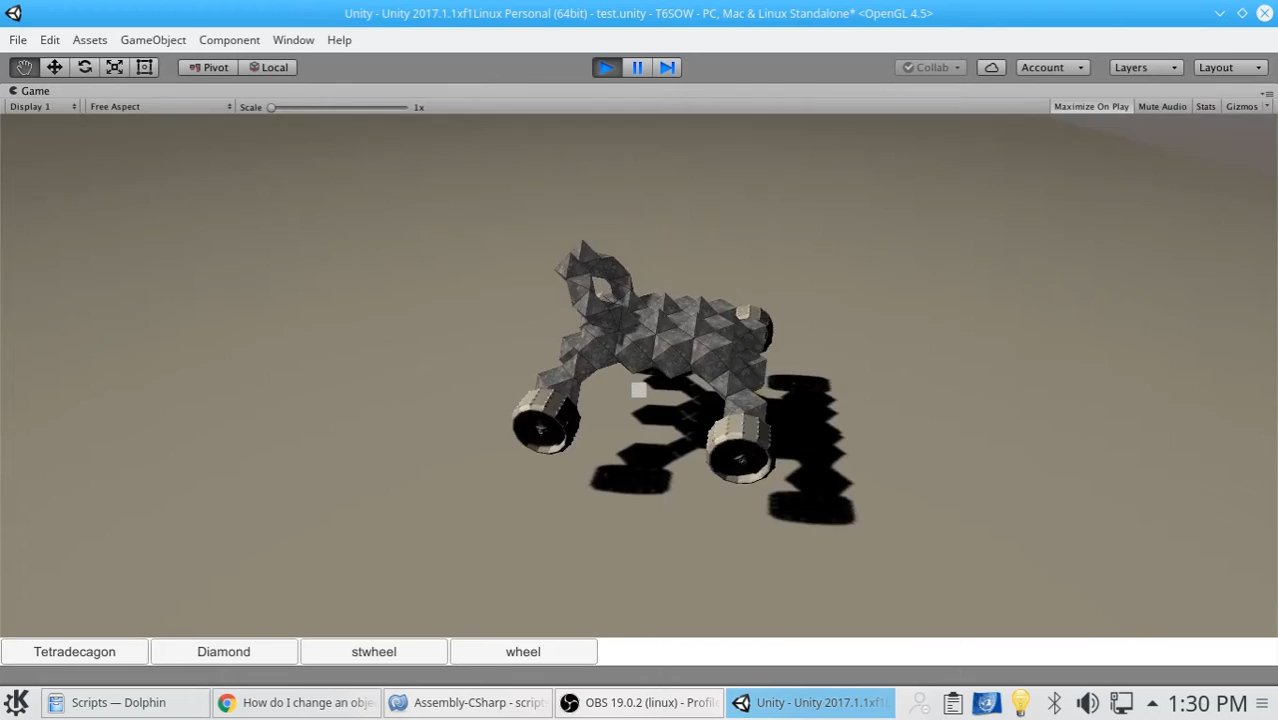 Unity - Unity 2017.1.1xf1Linux Personal (64bit) - test.unity - T6SOW - PC, Mac & Linux Standalone* <OpenGL 4.5>
File Edit Assets GameObject Component Window Help
Pivot Local Collab Account Layers Layout
Game
Display 1 Free Aspect Scale 1x Maximize On Play Mute Audio Stats Gizmos
Tetradecagon Diamond stwheel wheel
Scripts — Dolphin How do I change an obje Assembly-CSharp - script OBS 19.0.2 (linux) - Profil Unity - Unity 2017.1.1xf1 1:30 PM